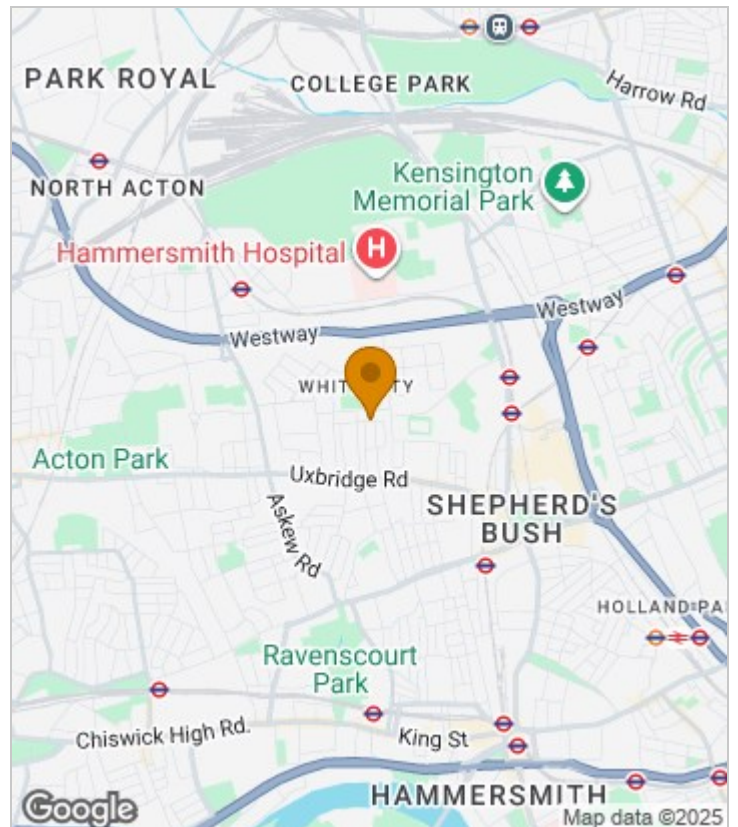 PARK ROYAL
COLLEGE PARK
Harrow Rd
NORTH ACTON
Kensington
Memorial Park
Hammersmith Hospital
H
Westway
Westway
Acton Park
Uxbridge Rd
Askew Rd
SHEPHERD'S
BUSH
HOLLAND PA
Ravenscourt
Park
Chiswick High Rd.
King St
HAMMERSMITH
Google
Map data ©2025